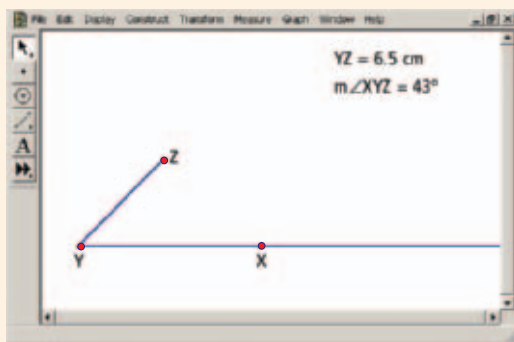 File Edit Display Construct Transform Measure Graph Window Help
YZ = 6.5 cm
m∠XYZ = 43°
Z
Y X
A